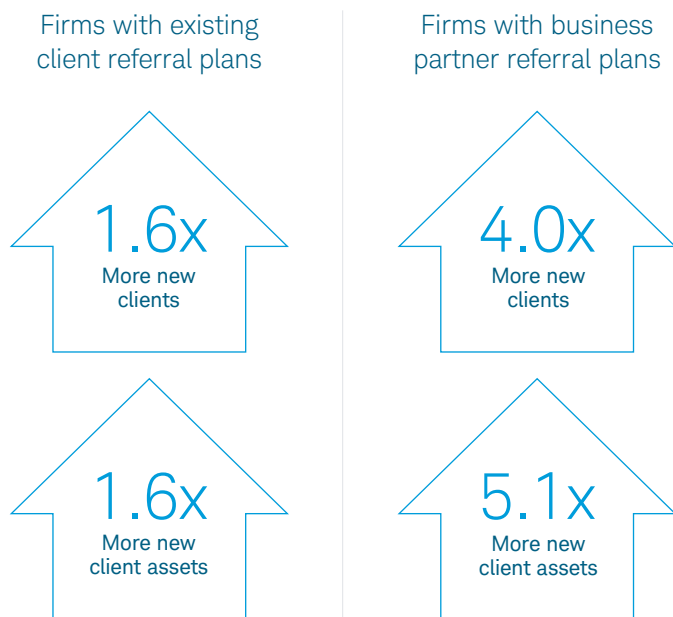 Firms with existing
client referral plans
1.6x
More new
clients
1.6x
More new
client assets
Firms with business
partner referral plans
4.0x
More new
clients
5.1x
More new
client assets